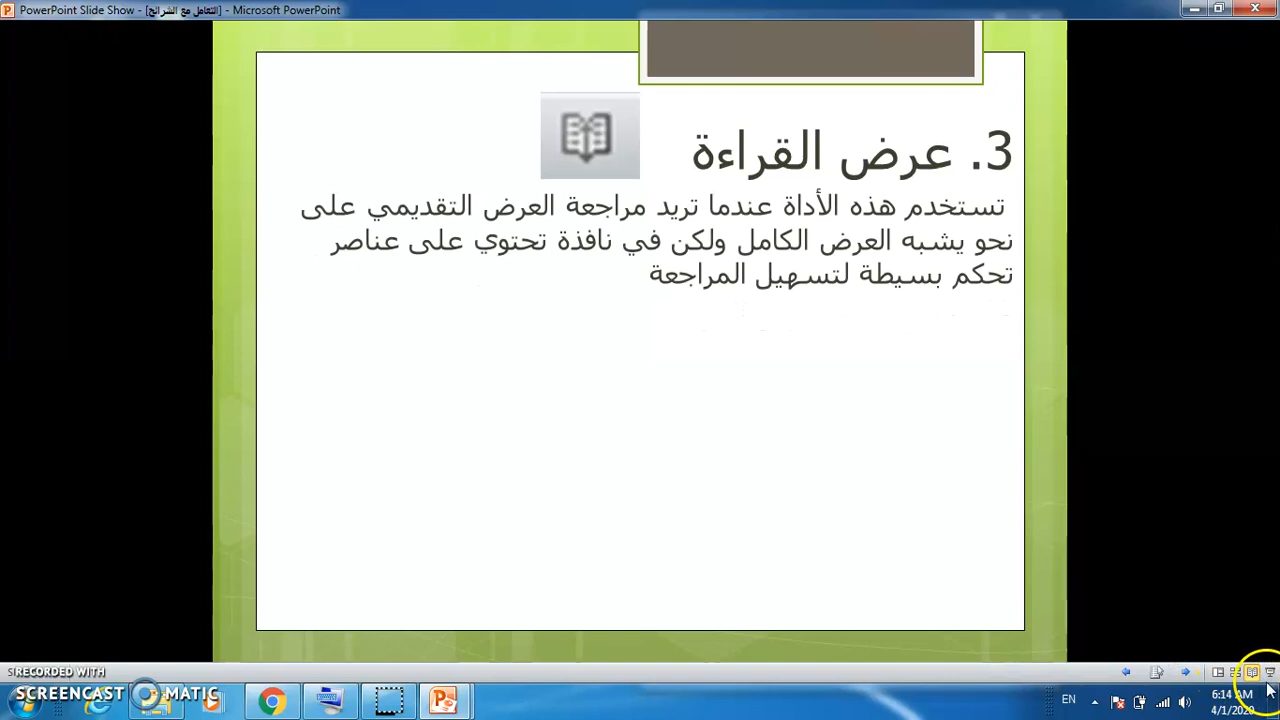 PowerPoint Slide Show - [التعامل مع الشرائح] - Microsoft PowerPoint
3. عرض القراءة
تستخدم هذه الأداة عندما تريد مراجعة العرض التقديمي على
نحو يشبه العرض الكامل ولكن في نافذة تحتوي على عناصر
تحكم بسيطة لتسهيل المراجعة
RECORDED WITH
SCREENCAST MATIC
EN
6:14 AM
4/1/2020